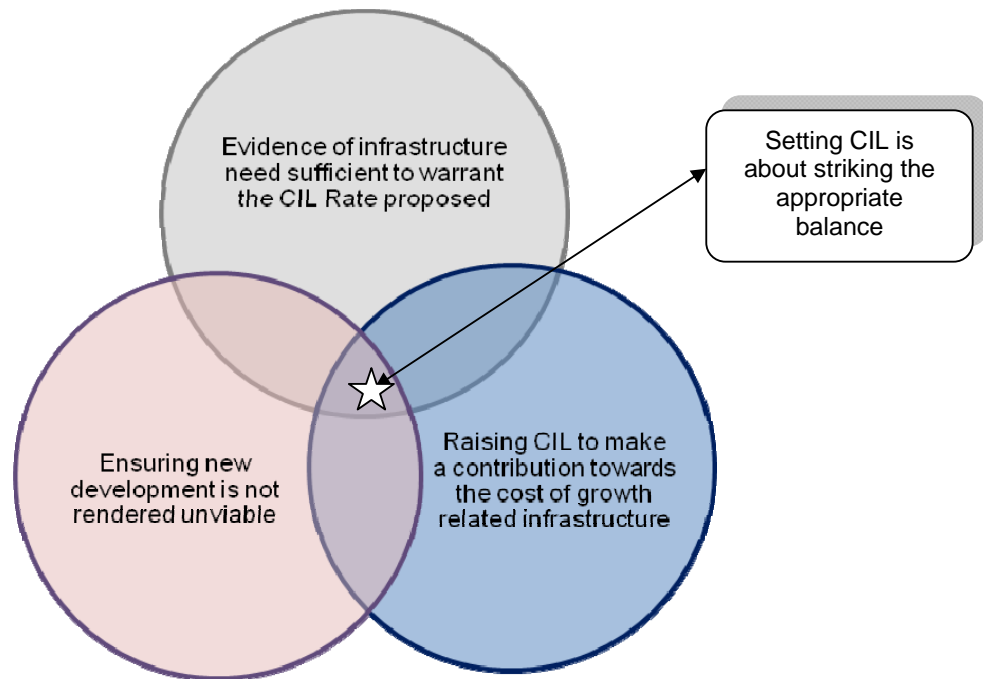 Evidence of infrastructure
need sufficient to warrant
the CIL Rate proposed
Setting CIL is
about striking the
appropriate
balance
Ensuring new
development is not
rendered unviable
Raising CIL to make
a contribution towards
the cost of growth
related infrastructure